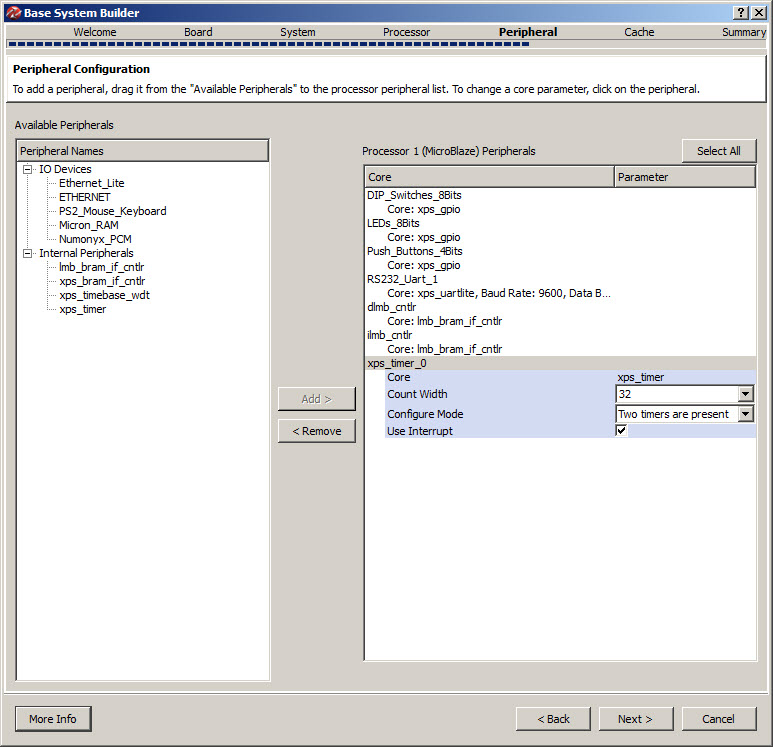 Base System Builder
Welcome Board System Processor Peripheral Cache Summary
Peripheral Configuration
To add a peripheral, drag it from the "Available Peripherals" to the processor peripheral list. To change a core parameter, click on the peripheral.
Available Peripherals
Peripheral Names
IO Devices
Ethernet_Lite
ETHERNET
PS2_Mouse_Keyboard
Micron_RAM
Numonyx_PCM
Internal Peripherals
lmb_bram_if_cntlr
xps_bram_if_cntlr
xps_timebase_wdt
xps_timer
Add >
< Remove
Processor 1 (MicroBlaze) Peripherals
Select All
Core Parameter
DIP_Switches_8Bits
Core: xps_gpio
LEDs_8Bits
Core: xps_gpio
Push_Buttons_4Bits
Core: xps_gpio
RS232_Uart_1
Core: xps_uartlite, Baud Rate: 9600, Data B...
dlmb_cntlr
Core: lmb_bram_if_cntlr
ilmb_cntlr
Core: lmb_bram_if_cntlr
xps_timer_0
Core xps_timer
Count Width 32
Configure Mode Two timers are present
Use Interrupt
More Info
< Back
Next >
Cancel